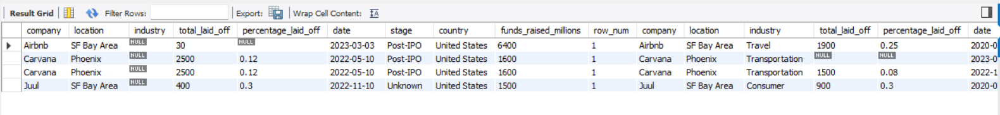 Result Grid Filter Rows: Export: Wrap Cell Content: IA
company location industry total_laid_off percentage_laid_off date stage country funds_raised_millions row_num company location industry total_laid_off percentage_laid_off date
Airbnb SF Bay Area NULL 30 NULL 2023-03-03 Post-IPO United States 6400 1 Airbnb SF Bay Area Travel 1900 0.25 2020-0
Carvana Phoenix NULL 2500 0.12 2022-05-10 Post-IPO United States 1600 1 Carvana Phoenix Transportation NULL NULL 2023-0
Carvana Phoenix NULL 2500 0.12 2022-05-10 Post-IPO United States 1600 1 Carvana Phoenix Transportation 1500 0.08 2022-1
Juul SF Bay Area NULL 400 0.3 2022-11-10 Unknown United States 1500 1 Juul SF Bay Area Consumer 900 0.3 2020-0